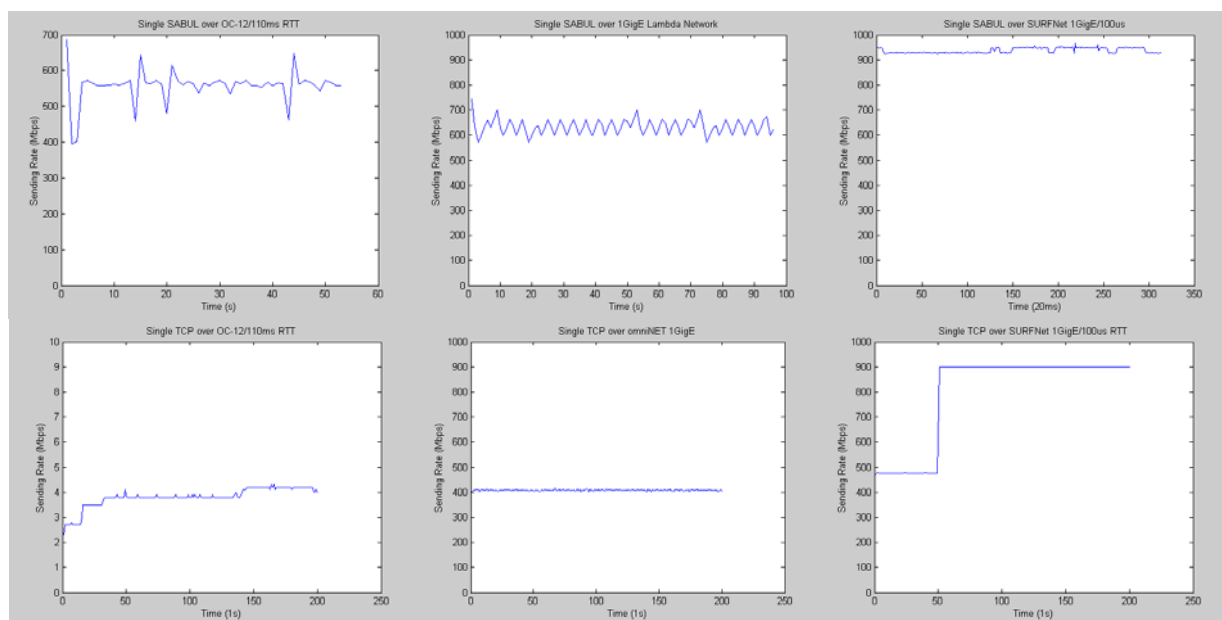 Single SABUL over OC-12/110ms RTT
700
600
500
400
300
200
100
0
0 10 20 30 40 50 60
Sending Rate (Mbps)
Time (s)
Single SABUL over 1GigE Lambda Network
1000
900
800
700
600
500
400
300
200
100
0
0 10 20 30 40 50 60 70 80 90 100
Sending Rate (Mbps)
Time (s)
Single SABUL over SURFNet 1GigE/100us
1000
900
800
700
600
500
400
300
200
100
0
0 50 100 150 200 250 300 350
Sending Rate (Mbps)
Time (20ms)
Single TCP over OC-12/110ms RTT
10
9
8
7
6
5
4
3
2
1
0
0 50 100 150 200 250
Sending Rate (Mbps)
Time (1s)
Single TCP over omniNET 1GigE
1000
900
800
700
600
500
400
300
200
100
0
0 50 100 150 200 250
Sending Rate (Mbps)
Time (1s)
Single TCP over SURFNet 1GigE/100us RTT
1000
900
800
700
600
500
400
300
200
100
0
0 50 100 150 200 250
Sending Rate (Mbps)
Time (1s)